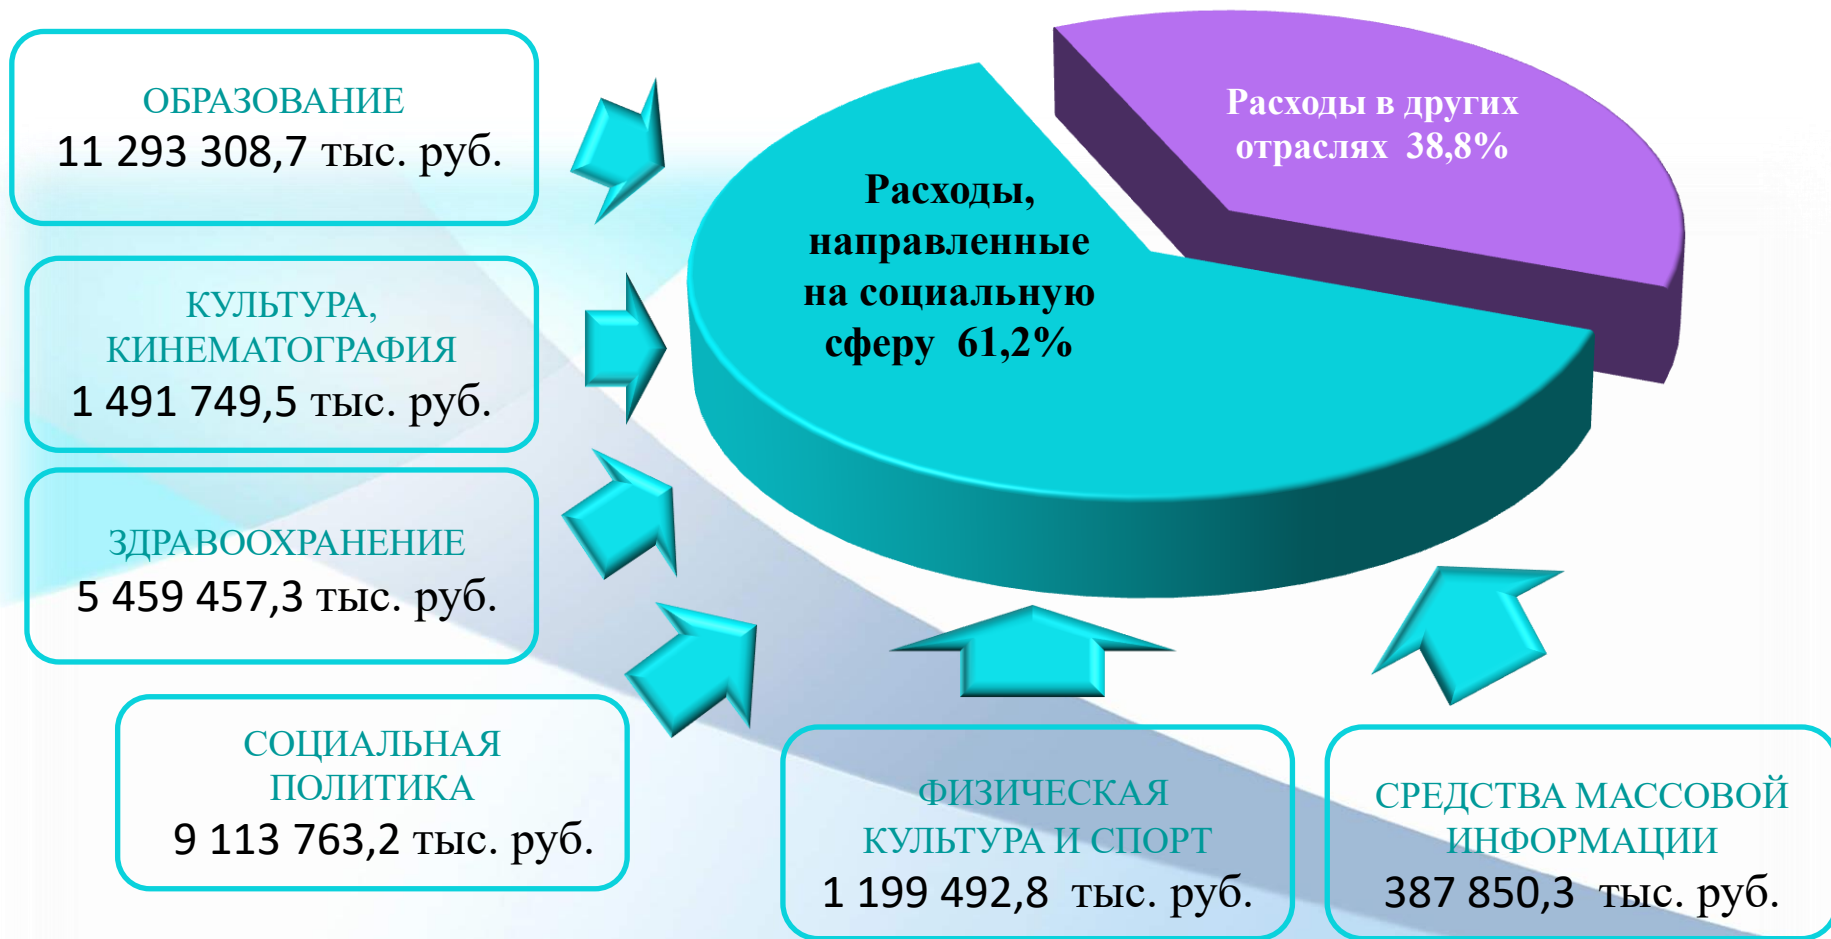 ОБРАЗОВАНИЕ
11 293 308,7 тыс. руб.
КУЛЬТУРА,
КИНЕМАТОГРАФИЯ
1 491 749,5 тыс. руб.
ЗДРАВООХРАНЕНИЕ
5 459 457,3 тыс. руб.
СОЦИАЛЬНАЯ
ПОЛИТИКА
9 113 763,2 тыс. руб.
ФИЗИЧЕСКАЯ
КУЛЬТУРА И СПОРТ
1 199 492,8 тыс. руб.
СРЕДСТВА МАССОВОЙ
ИНФОРМАЦИИ
387 850,3 тыс. руб.
Расходы,
направленные
на социальную
сферу 61,2%
Расходы в других
отраслях 38,8%